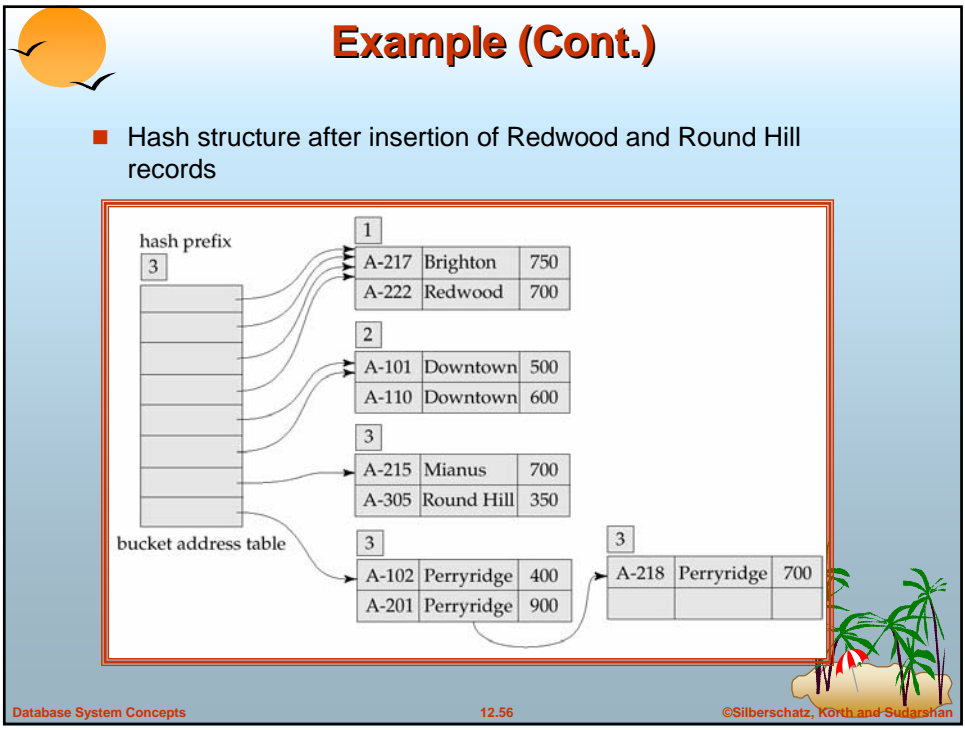 Example (Cont.)
Hash structure after insertion of Redwood and Round Hill
records
hash prefix
3
bucket address table
1
A-217 Brighton 750
A-222 Redwood 700
2
A-101 Downtown 500
A-110 Downtown 600
3
A-215 Mianus 700
A-305 Round Hill 350
3
A-102 Perryridge 400
A-201 Perryridge 900
3
A-218 Perryridge 700
Database System Concepts
12.56
©Silberschatz, Korth and Sudarshan